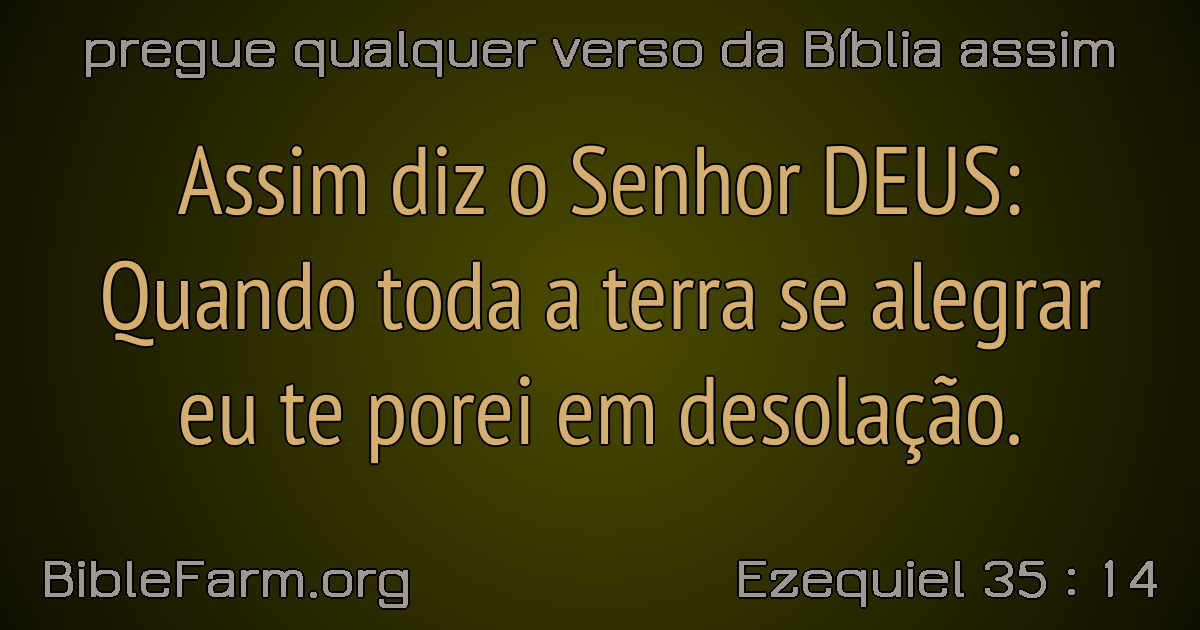 pregue qualquer verso da Bíblia assim
Assim diz o Senhor DEUS:
Quando toda a terra se alegrar
eu te porei em desolação.
BibleFarm.org
Ezequiel 35 : 14